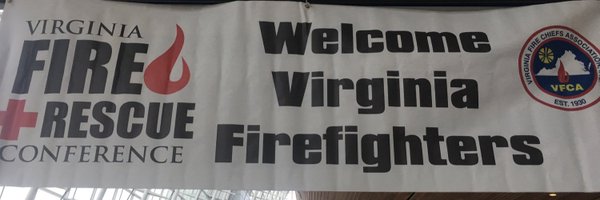 VIRGINIA
FIRE
RESCUE
CONFERENCE
Welcome
Virginia
Firefighters
VIRGINIA FIRE CHIEFS ASSOCIATION
VFCA
EST. 1930